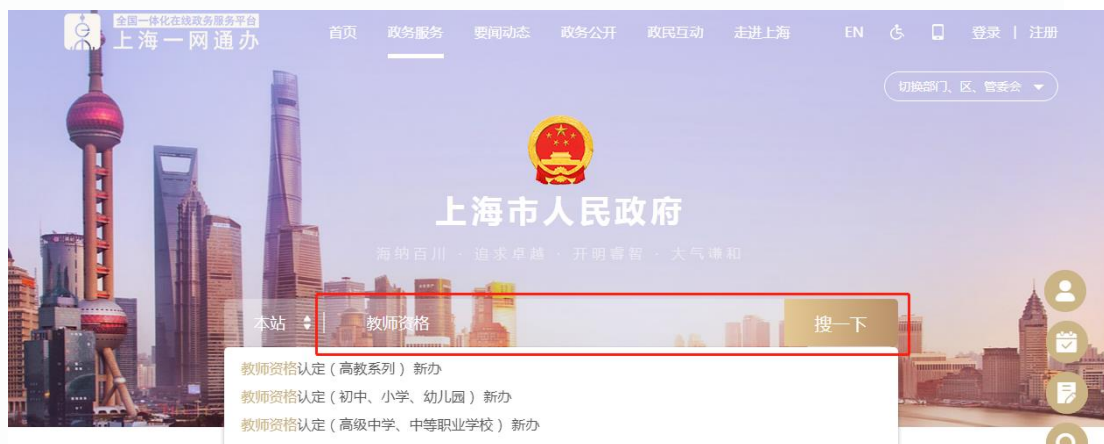 全国一体化在线政务服务平台
上海一网通办
首页 政务服务 要闻动态 政务公开 政民互动 走进上海 EN 登录 | 注册
切换部门、区、管委会
上海市人民政府
海纳百川 · 追求卓越 · 开明睿智 · 大气谦和
本站 教师资格 搜一下
教师资格认定（高教系列）新办
教师资格认定（初中、小学、幼儿园）新办
教师资格认定（高级中学、中等职业学校）新办